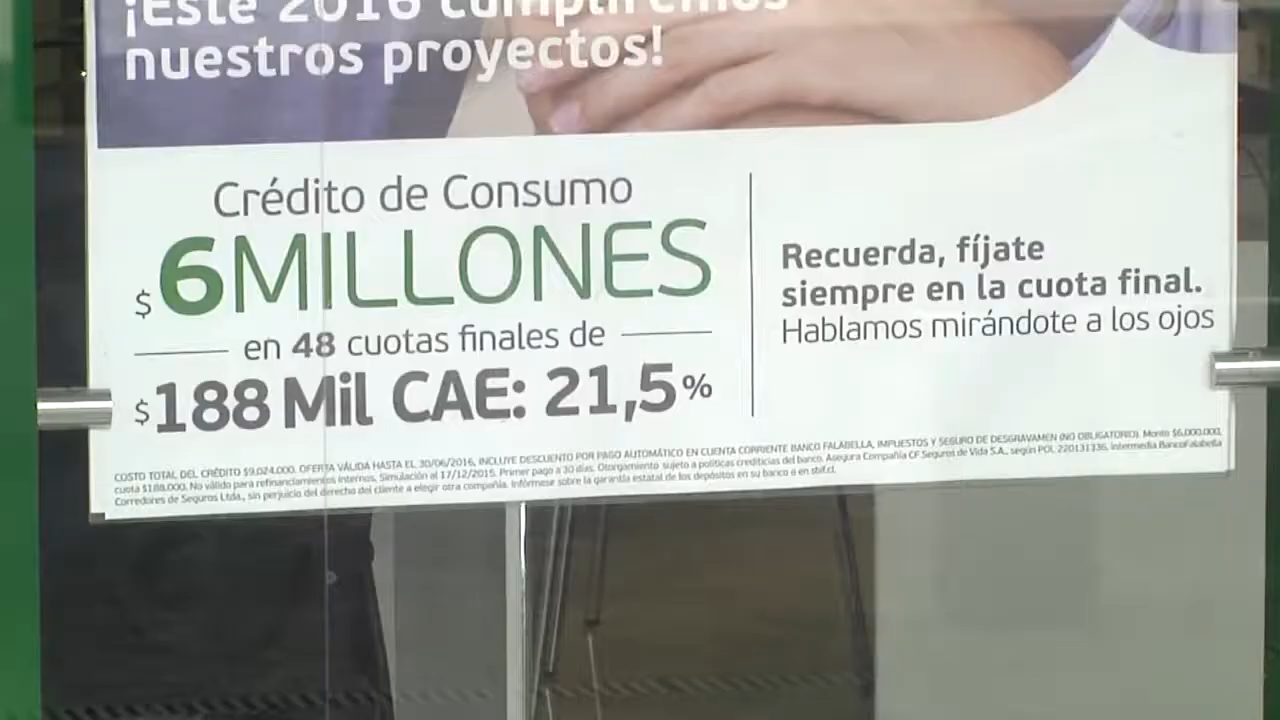 ¡Este 2016 cumpliremos
nuestros proyectos!
Crédito de Consumo
$6MILLONES
en 48 cuotas finales de
$188 Mil CAE: 21,5%
Recuerda, fíjate
siempre en la cuota final.
Hablamos mirándote a los ojos
COSTO TOTAL DEL CRÉDITO $9.024.000. OFERTA VÁLIDA HASTA EL 30/06/2016, INCLUYE DESCUENTO POR PAGO AUTOMÁTICO EN CUENTA CORRIENTE BANCO FALABELLA, IMPUESTOS Y SEGURO DE DESGRAVAMEN (NO OBLIGATORIO). Monto $6.000.000,
cuota $188.000. No válido para refinanciamientos internos. Simulación al 17/12/2015. Primer pago a 30 días. Otorgamiento sujeto a políticas crediticias del banco. Asegura Compañía CF Seguros de Vida S.A., según POL 220131336, intermedia BancoFalabella
Corredores de Seguros Ltda., sin perjuicio del derecho del cliente a elegir otra compañía. Infórmese sobre la garantía estatal de los depósitos en su banco o en sbif.cl.